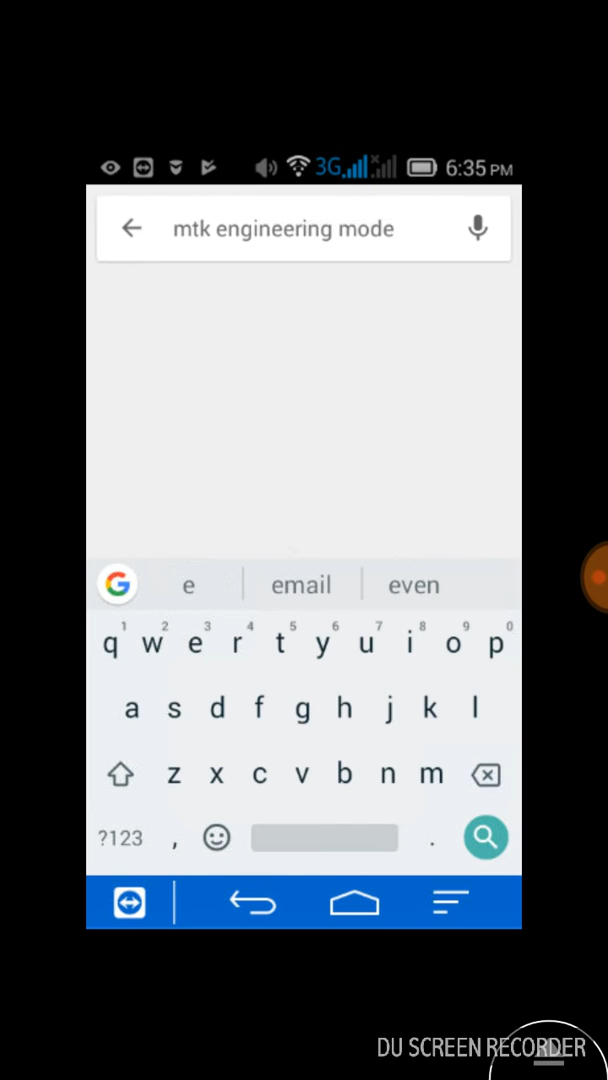 3G 6:35 PM
mtk engineering mode
e email even
1 2 3 4 5 6 7 8 9 0
q w e r t y u i o p
a s d f g h j k l
z x c v b n m
?123 , .
DU SCREEN RECORDER